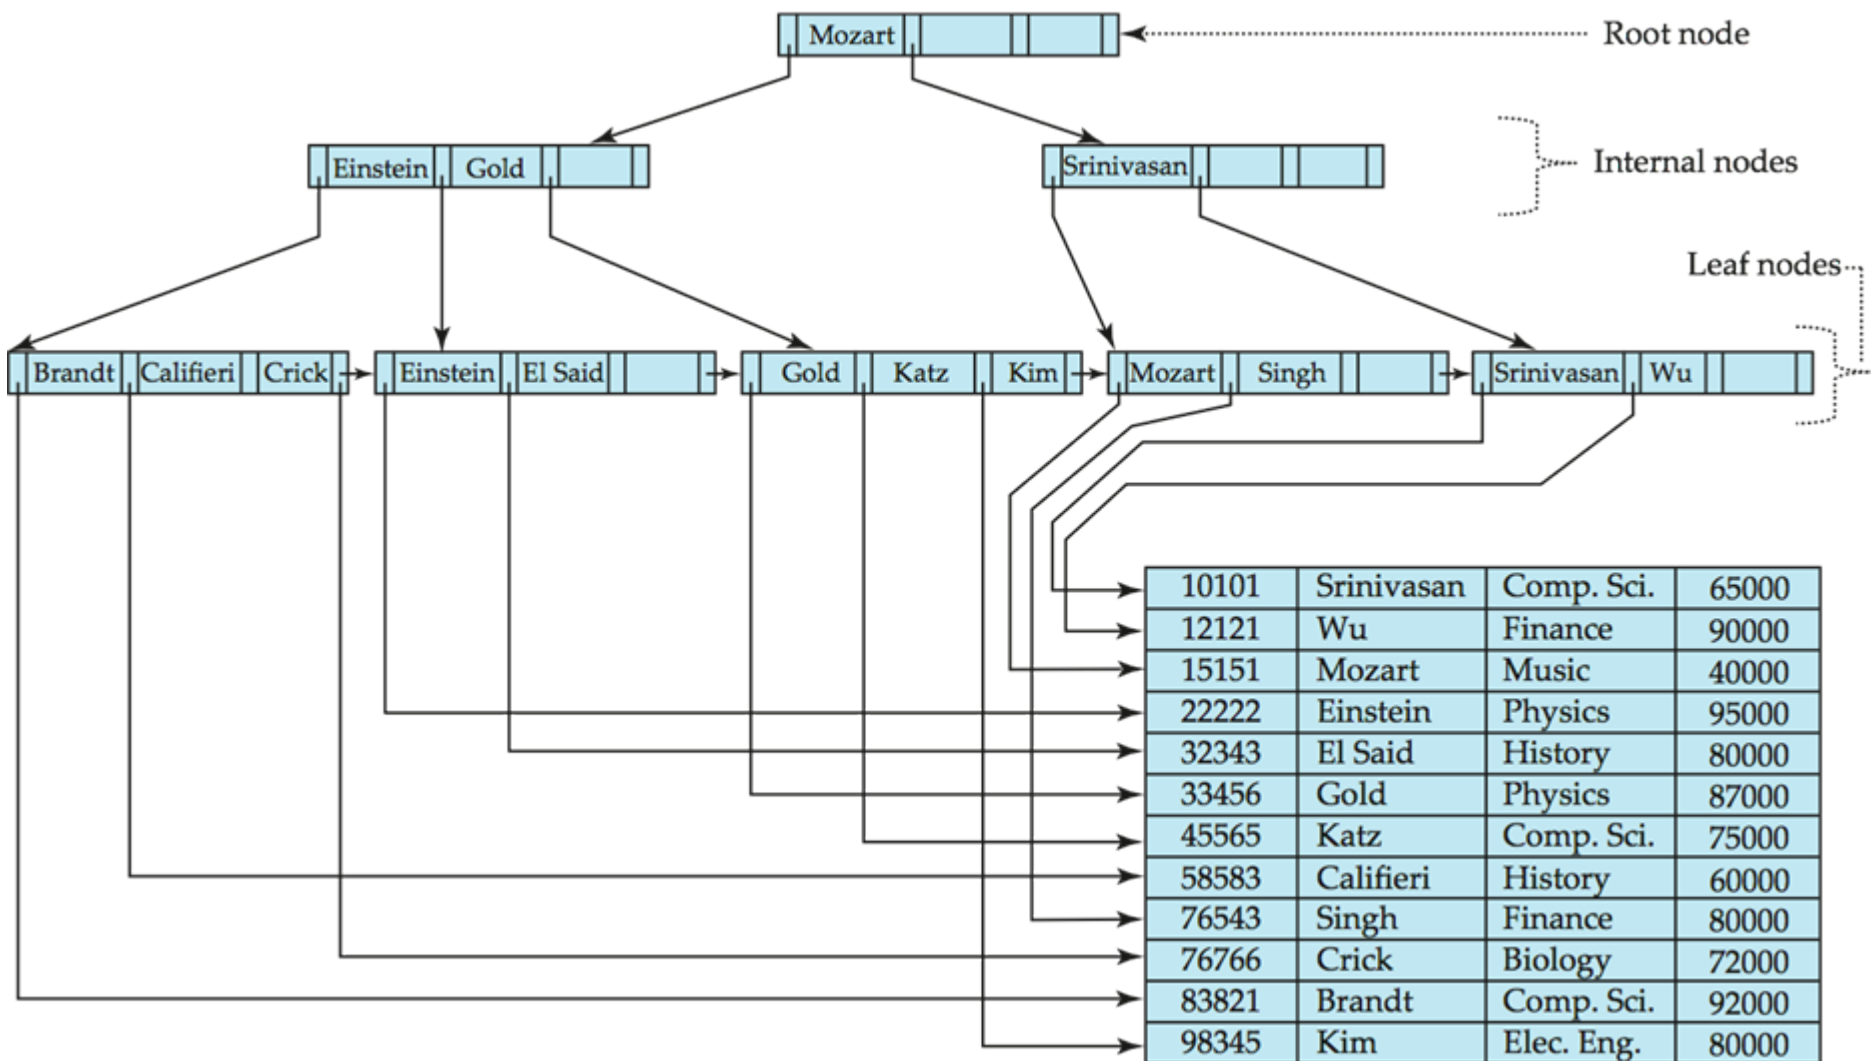 Mozart
Root node
Einstein Gold
Srinivasan
Internal nodes
Leaf nodes
Brandt Califieri Crick
Einstein El Said
Gold Katz Kim
Mozart Singh
Srinivasan Wu
10101 Srinivasan Comp. Sci. 65000
12121 Wu Finance 90000
15151 Mozart Music 40000
22222 Einstein Physics 95000
32343 El Said History 80000
33456 Gold Physics 87000
45565 Katz Comp. Sci. 75000
58583 Califieri History 60000
76543 Singh Finance 80000
76766 Crick Biology 72000
83821 Brandt Comp. Sci. 92000
98345 Kim Elec. Eng. 80000